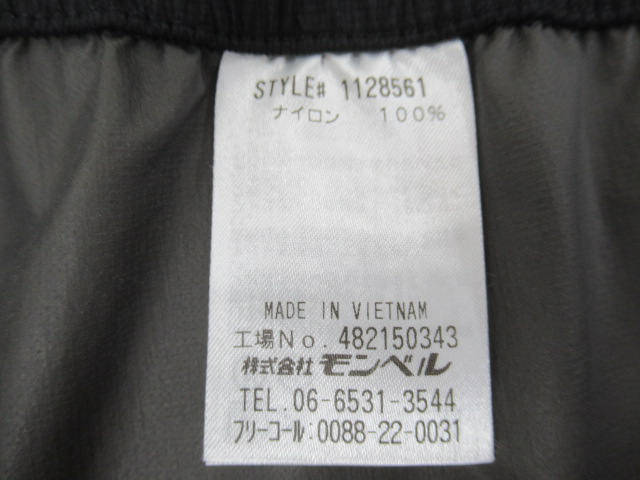 STYLE# 1128561
ナイロン 100%
MADE IN VIETNAM
工場No. 482150343
株式会社 モンベル
TEL. 06-6531-3544
フリーコール: 0088-22-0031